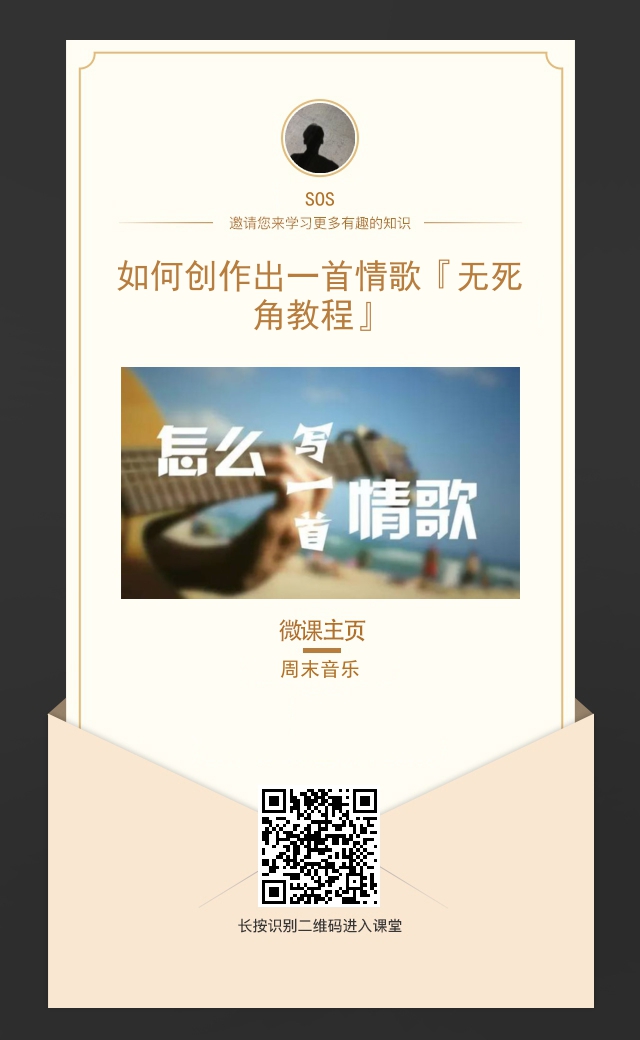 SOS
邀请您来学习更多有趣的知识
如何创作出一首情歌『无死
角教程』
怎么写一首情歌
微课主页
周末音乐
长按识别二维码进入课堂